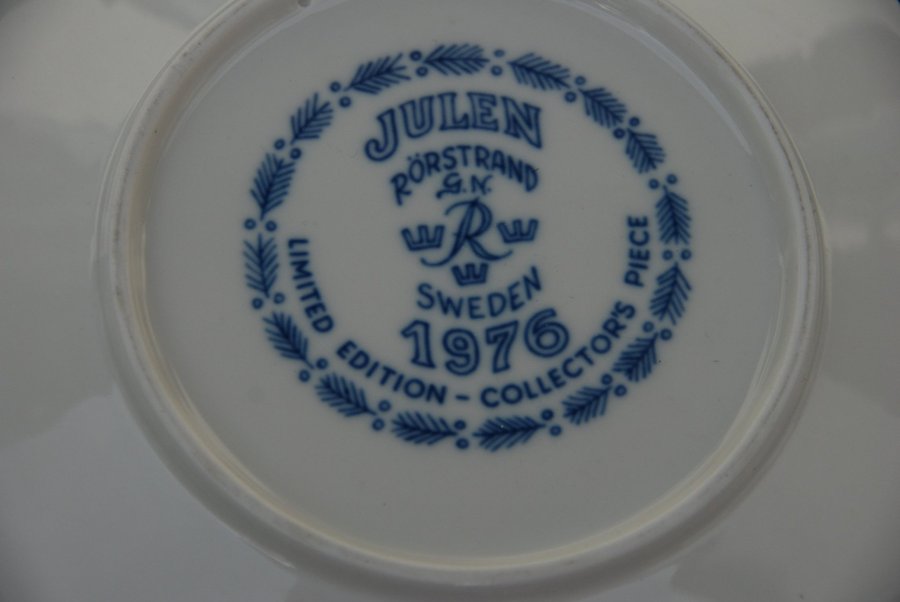 JULEN
RÖRSTRAND
G.N.
R
SWEDEN
1976
LIMITED EDITION - COLLECTOR'S PIECE